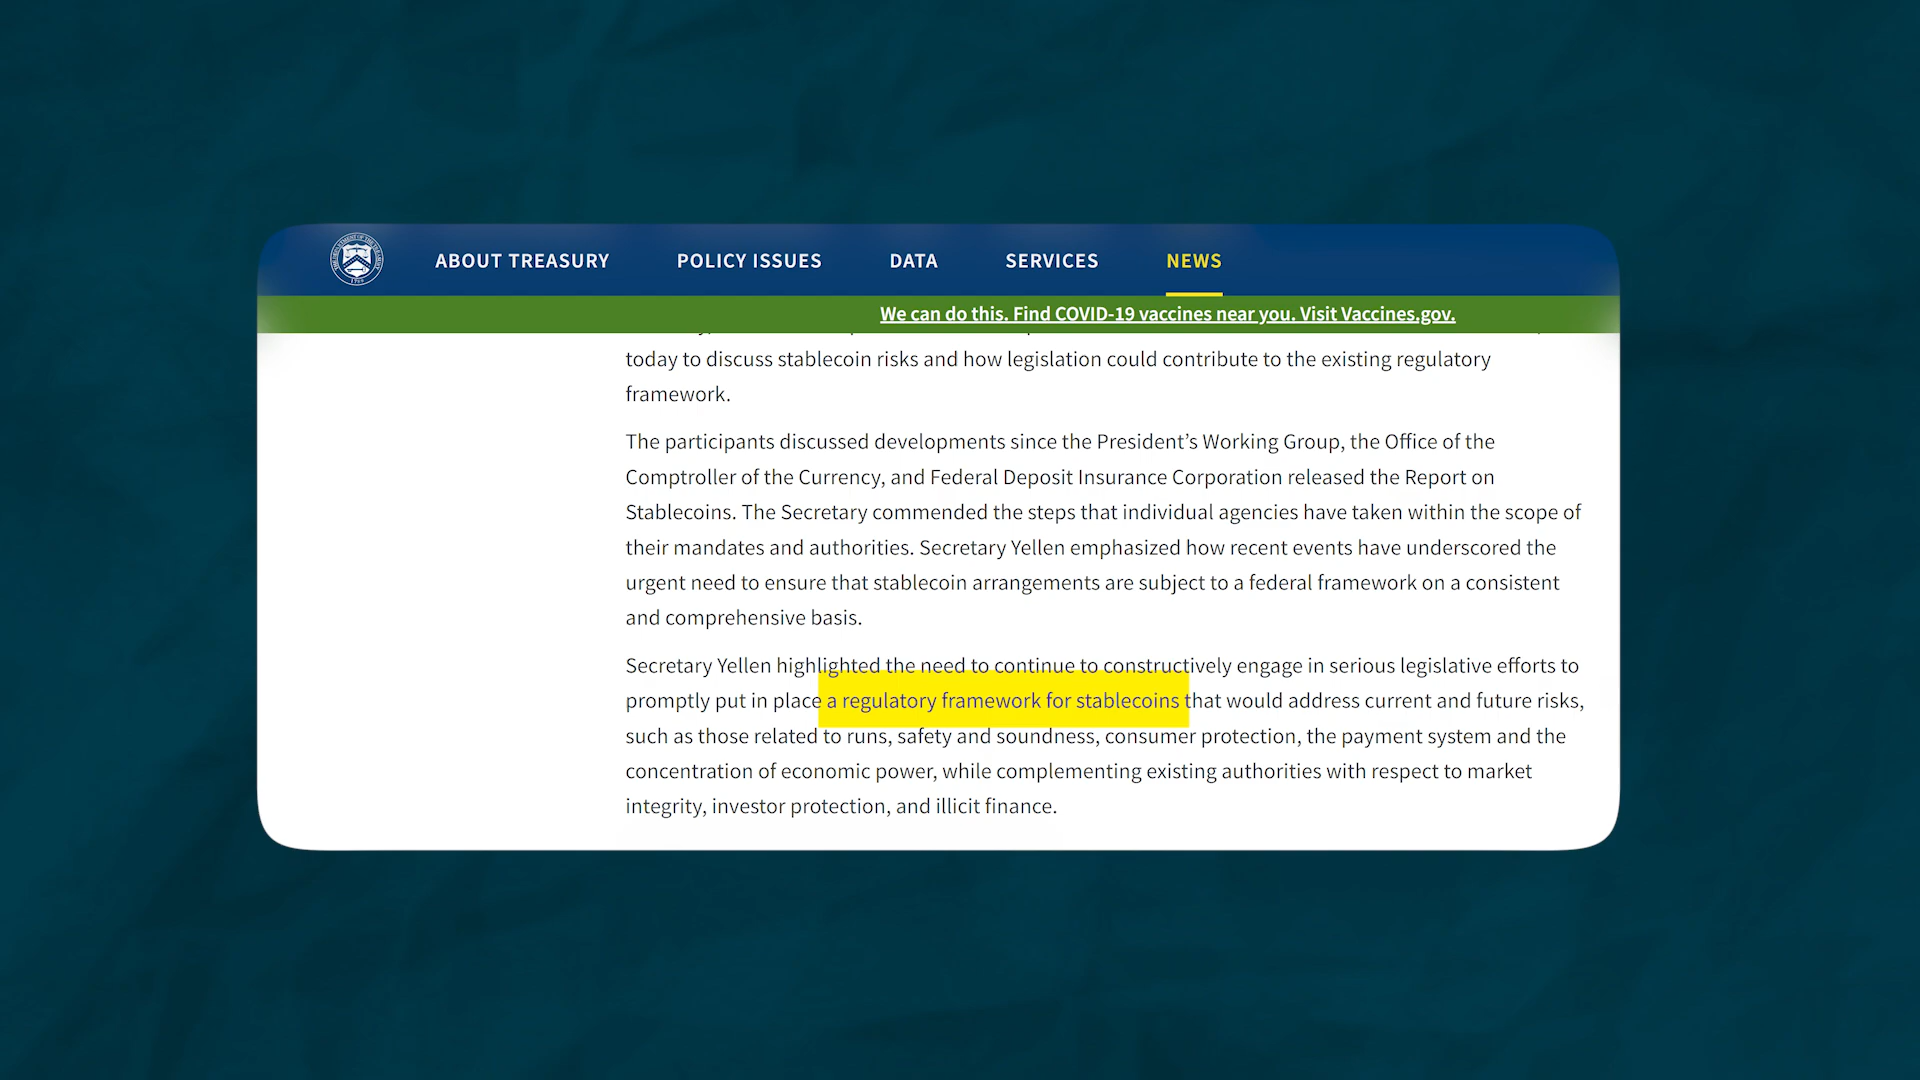 ABOUT TREASURY POLICY ISSUES DATA SERVICES NEWS
We can do this. Find COVID-19 vaccines near you. Visit Vaccines.gov.
today to discuss stablecoin risks and how legislation could contribute to the existing regulatory
framework.
The participants discussed developments since the President’s Working Group, the Office of the
Comptroller of the Currency, and Federal Deposit Insurance Corporation released the Report on
Stablecoins. The Secretary commended the steps that individual agencies have taken within the scope of
their mandates and authorities. Secretary Yellen emphasized how recent events have underscored the
urgent need to ensure that stablecoin arrangements are subject to a federal framework on a consistent
and comprehensive basis.
Secretary Yellen highlighted the need to continue to constructively engage in serious legislative efforts to
promptly put in place a regulatory framework for stablecoins that would address current and future risks,
such as those related to runs, safety and soundness, consumer protection, the payment system and the
concentration of economic power, while complementing existing authorities with respect to market
integrity, investor protection, and illicit finance.